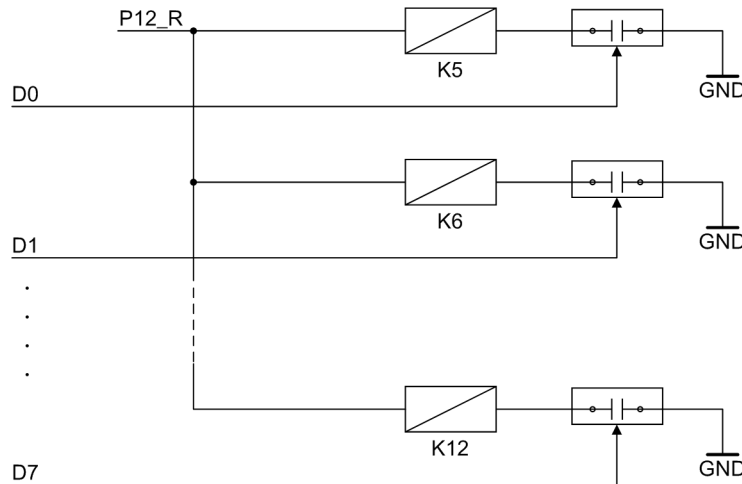 P12_R
K5
GND
D0
K6
GND
D1
K12
GND
D7